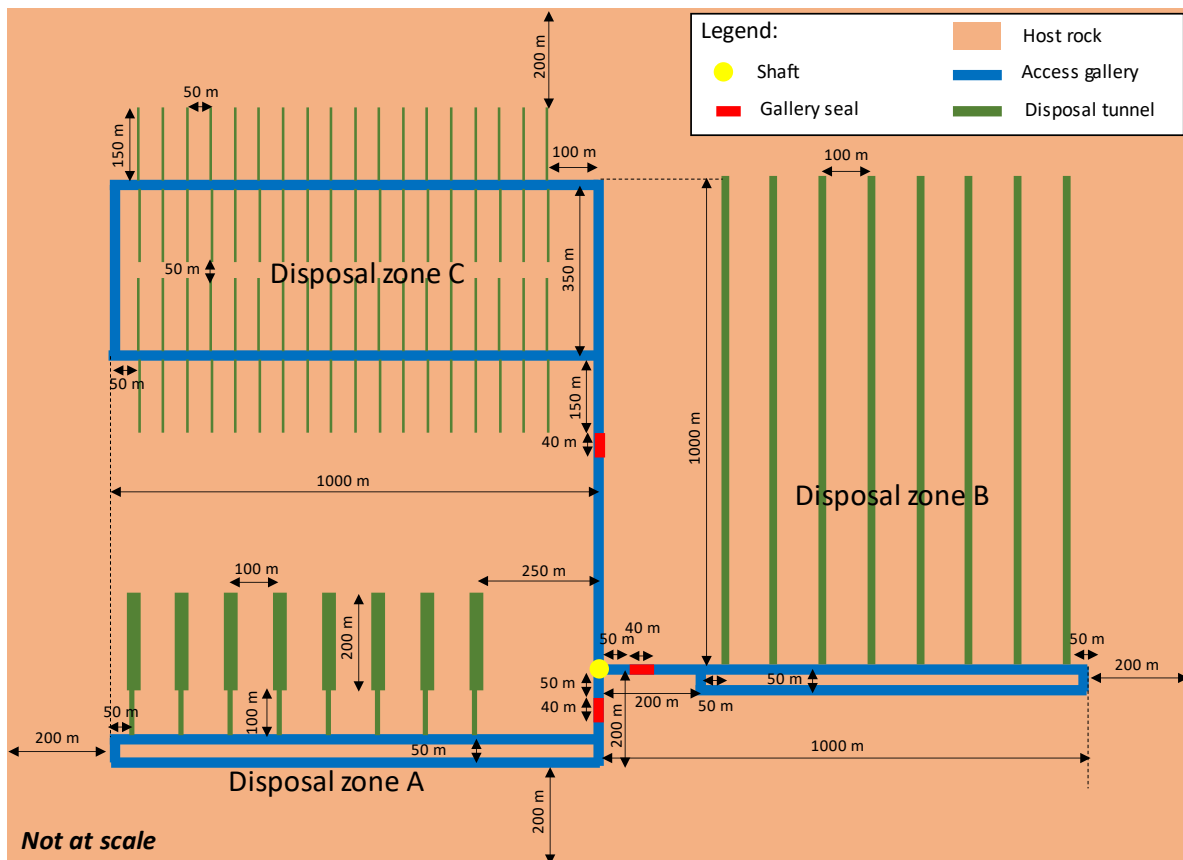 Legend:
Host rock
Shaft
Access gallery
Gallery seal
Disposal tunnel
200 m
50 m
150 m
100 m
100 m
50 m
Disposal zone C
350 m
50 m
150 m
40 m
1000 m
1000 m
Disposal zone B
100 m
250 m
200 m
50 m
40 m
50 m
50 m
100 m
50 m
40 m
200 m
50 m
50 m
200 m
200 m
50 m
200 m
1000 m
Disposal zone A
200 m
Not at scale